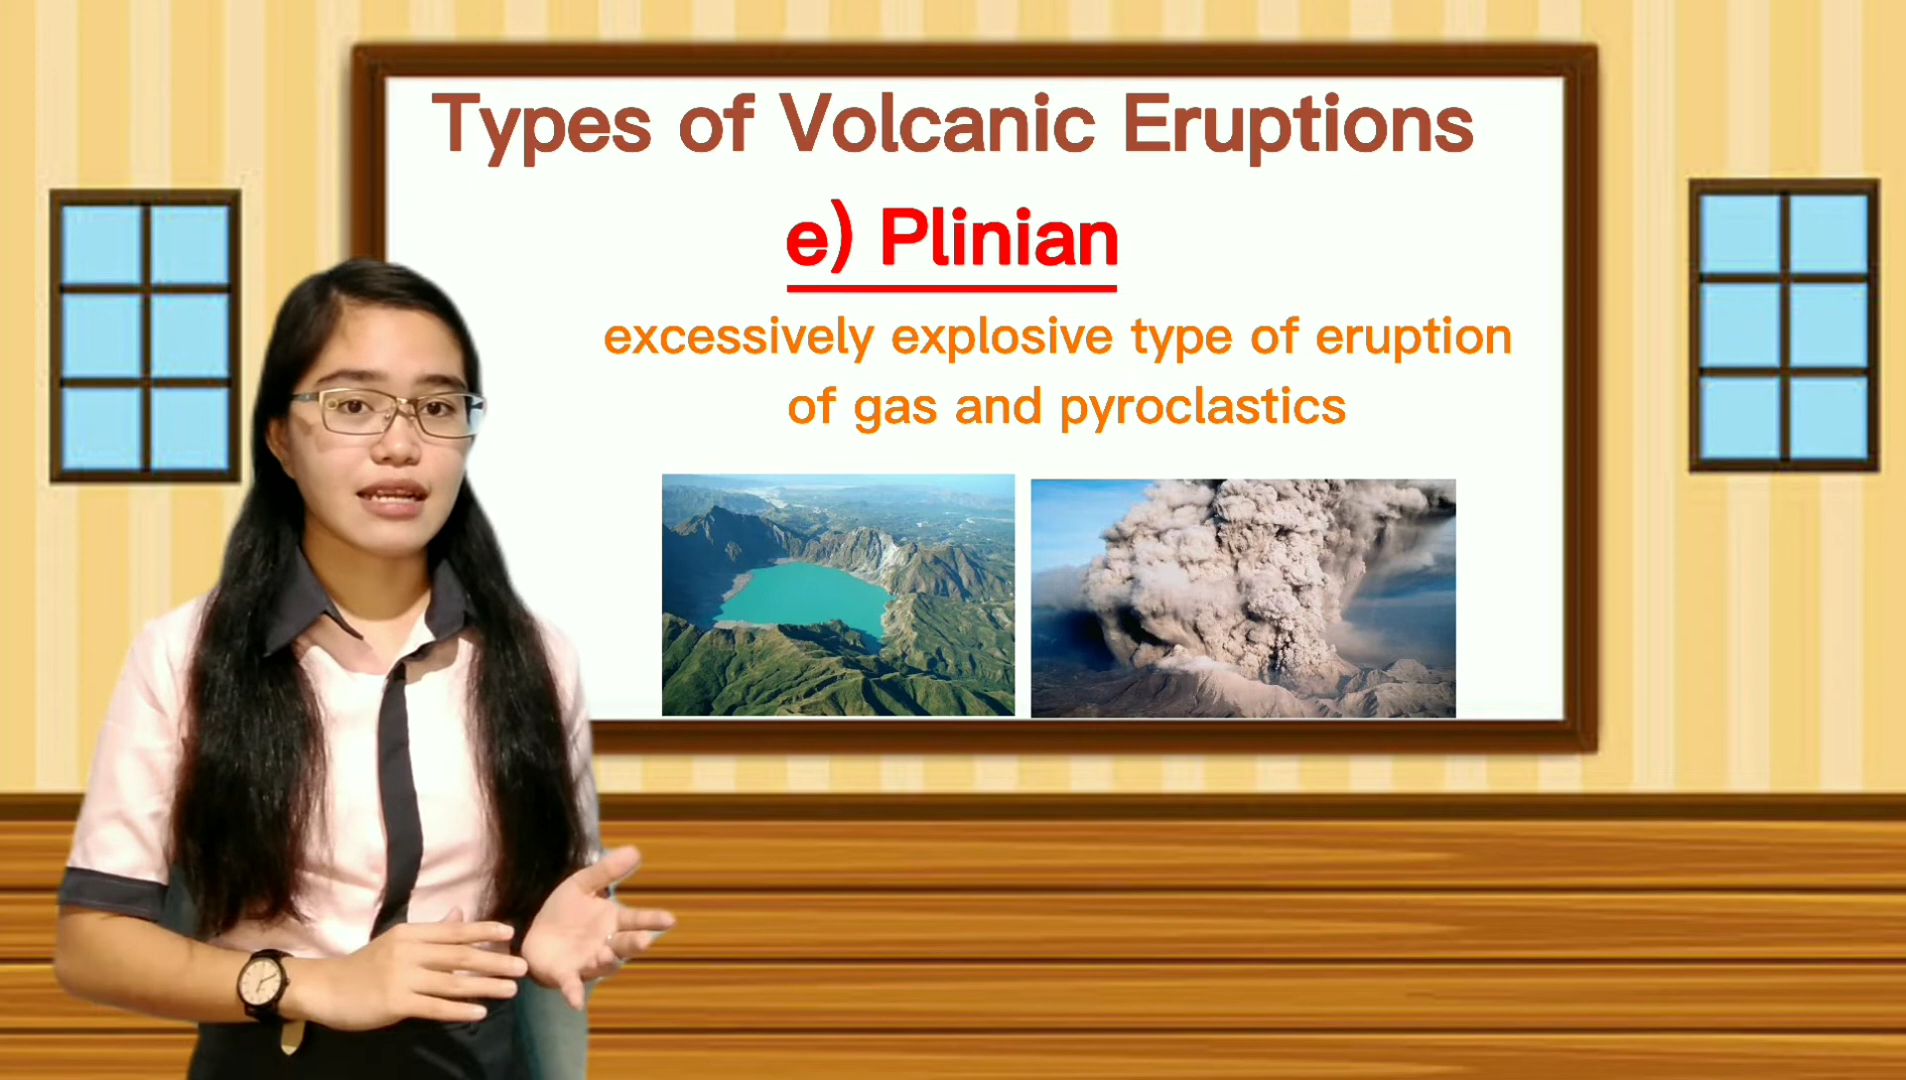 Types of Volcanic Eruptions
e) Plinian
excessively explosive type of eruption
of gas and pyroclastics